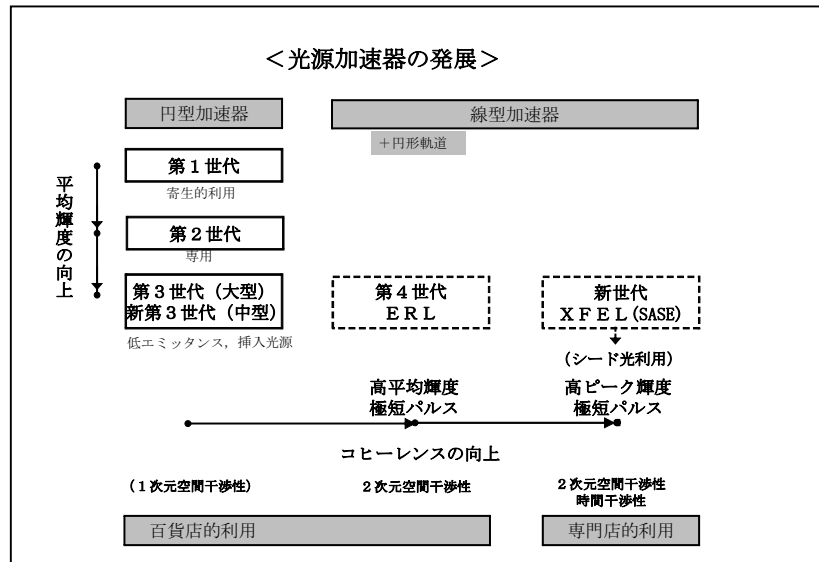 ＜光源加速器の発展＞
円型加速器
線型加速器
＋円形軌道
第１世代
寄生的利用
平均輝度の向上
第２世代
専用
第３世代（大型）
新第３世代（中型）
低エミッタンス，挿入光源
第４世代
ＥＲＬ
新世代
ＸＦＥＬ(SASE)
(シード光利用)
高平均輝度
極短パルス
高ピーク輝度
極短パルス
コヒーレンスの向上
(１次元空間干渉性)
２次元空間干渉性
２次元空間干渉性
時間干渉性
百貨店的利用
専門店的利用